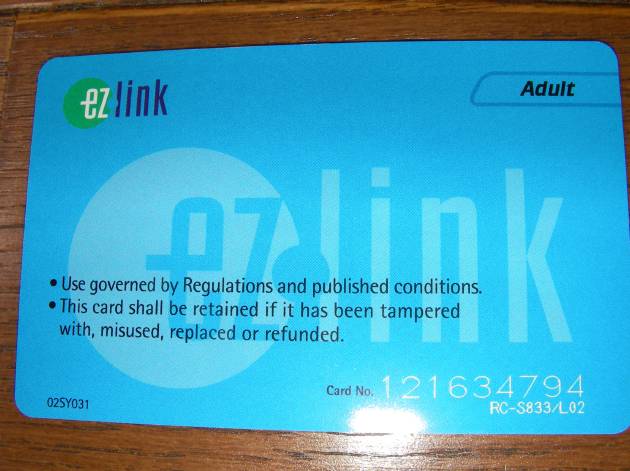 ez link
Adult
ez link
• Use governed by Regulations and published conditions.
• This card shall be retained if it has been tampered
with, misused, replaced or refunded.
Card No. 121634794
RC-S833/L02
02SY031